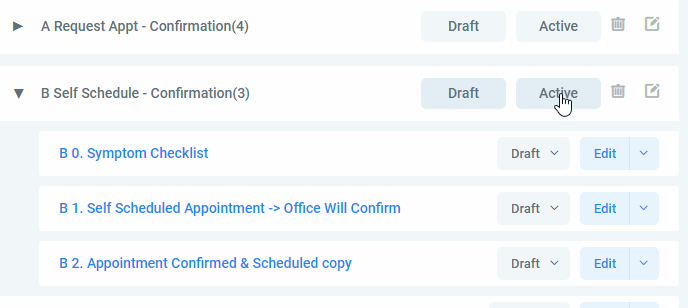 A Request Appt - Confirmation(4) Draft Active
B Self Schedule - Confirmation(3) Draft Active
B 0. Symptom Checklist Draft Edit
B 1. Self Scheduled Appointment -> Office Will Confirm Draft Edit
B 2. Appointment Confirmed & Scheduled copy Draft Edit